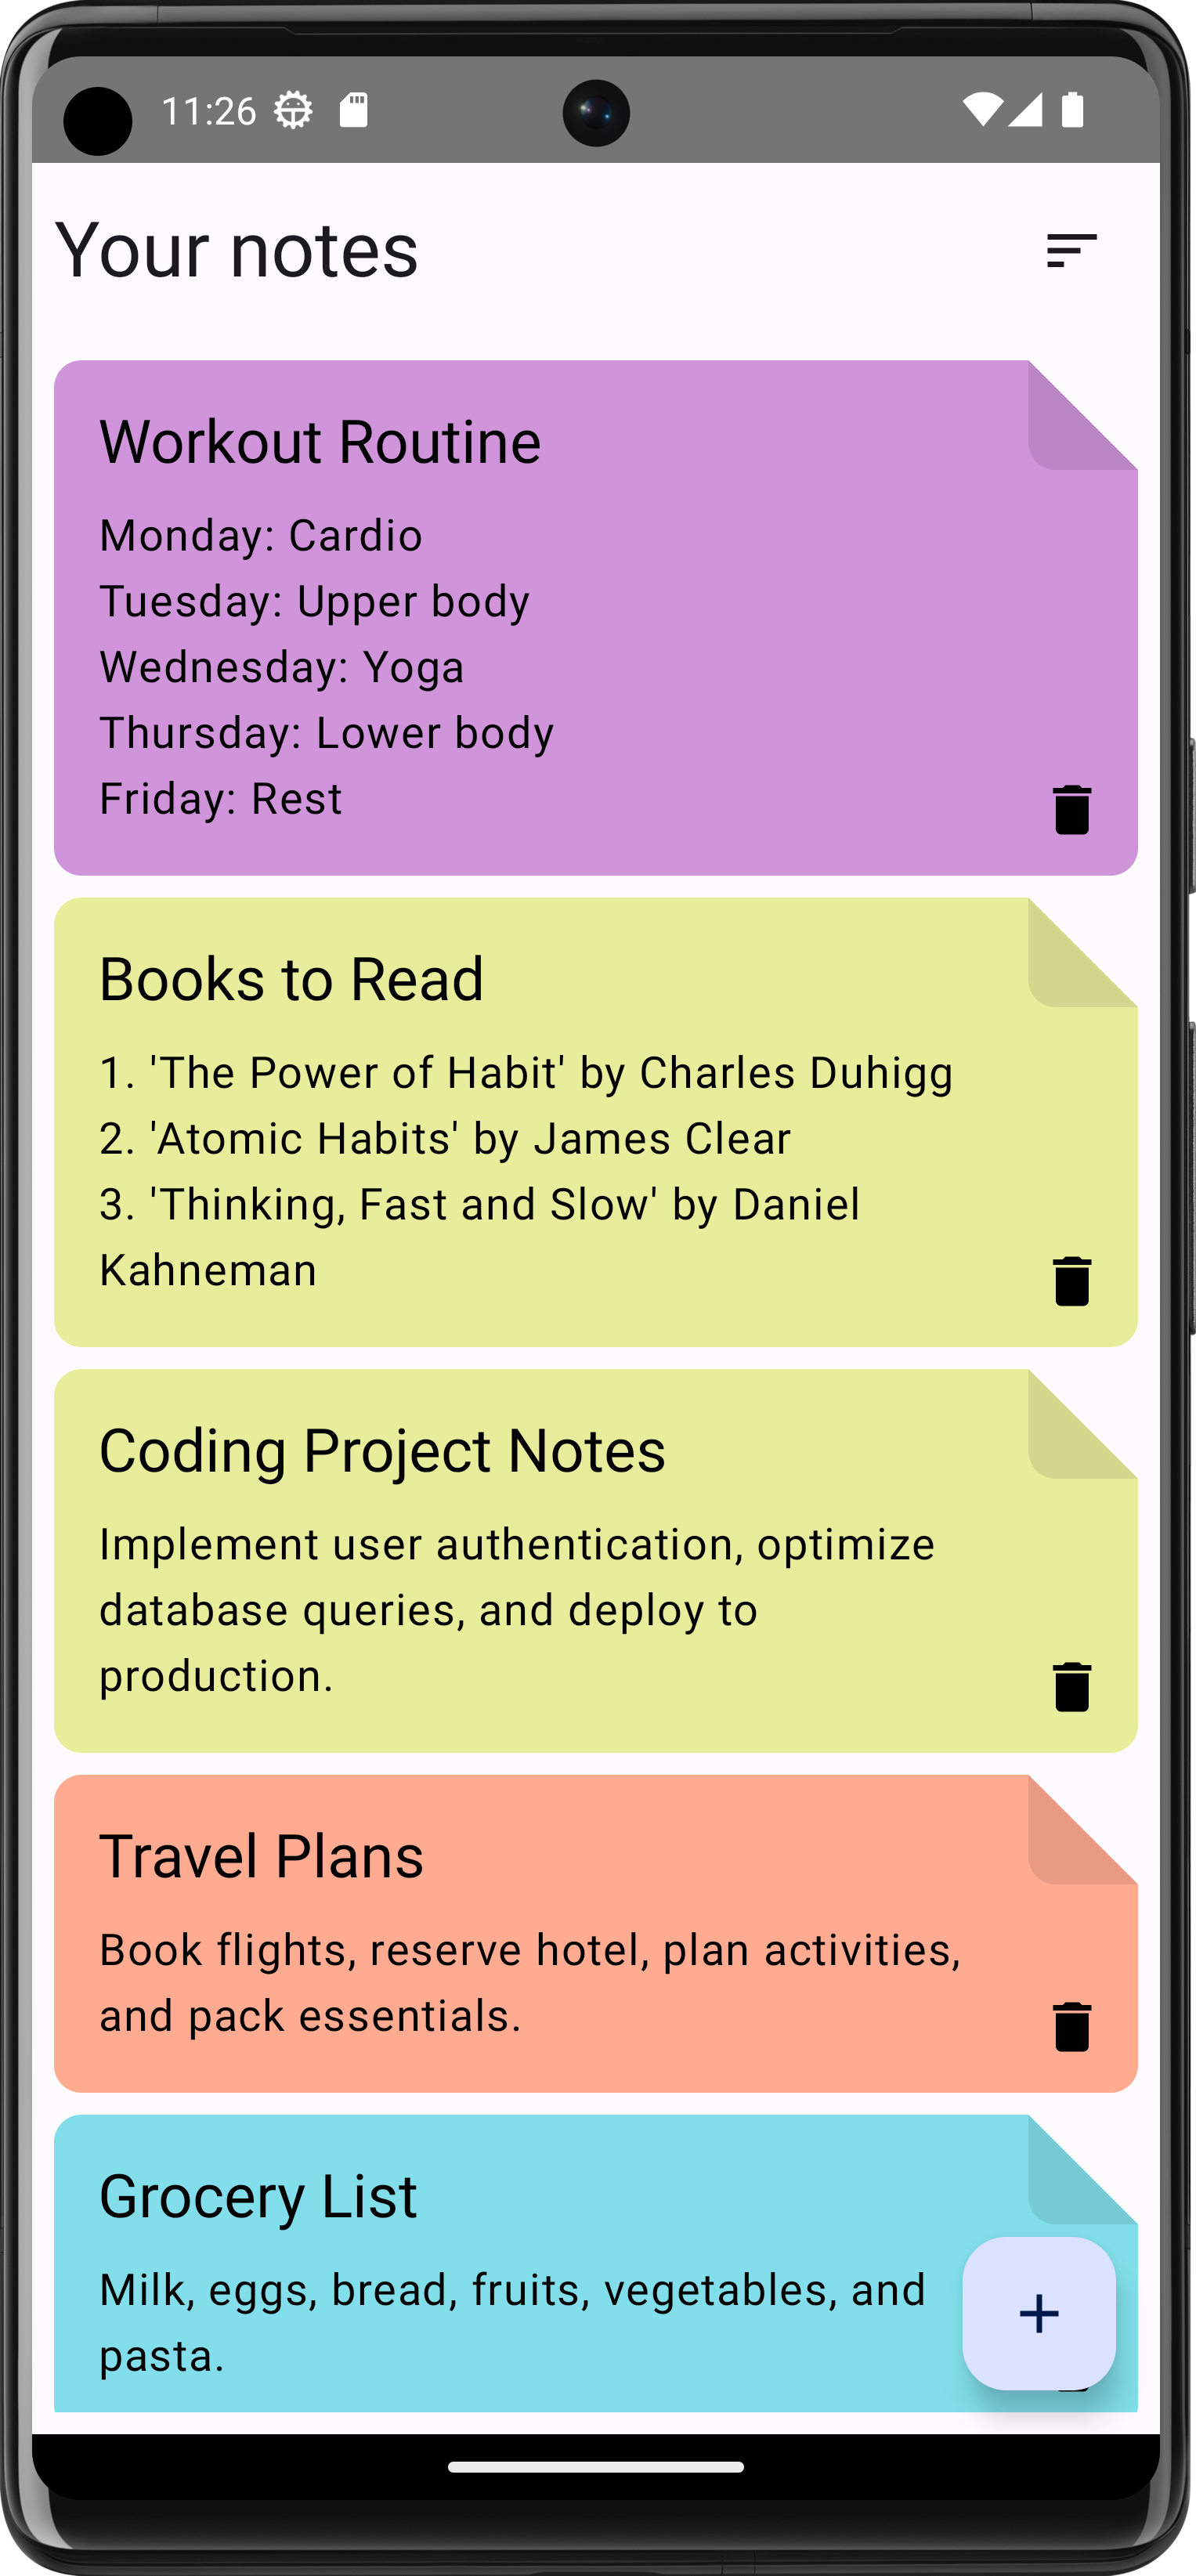 11:26
Your notes
Workout Routine
Monday: Cardio
Tuesday: Upper body
Wednesday: Yoga
Thursday: Lower body
Friday: Rest
Books to Read
1. 'The Power of Habit' by Charles Duhigg
2. 'Atomic Habits' by James Clear
3. 'Thinking, Fast and Slow' by Daniel
Kahneman
Coding Project Notes
Implement user authentication, optimize
database queries, and deploy to
production.
Travel Plans
Book flights, reserve hotel, plan activities,
and pack essentials.
Grocery List
Milk, eggs, bread, fruits, vegetables, and
pasta.